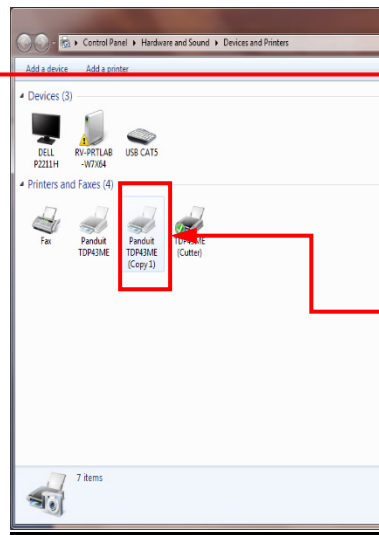 Control Panel ▸ Hardware and Sound ▸ Devices and Printers
Add a device Add a printer
Devices (3)
DELL P2211H
RV-PRTLAB-W7X64
USB CAT5
Printers and Faxes (4)
Fax
Panduit TDP43ME
Panduit TDP43ME (Copy 1)
TDP43ME (Cutter)
7 items